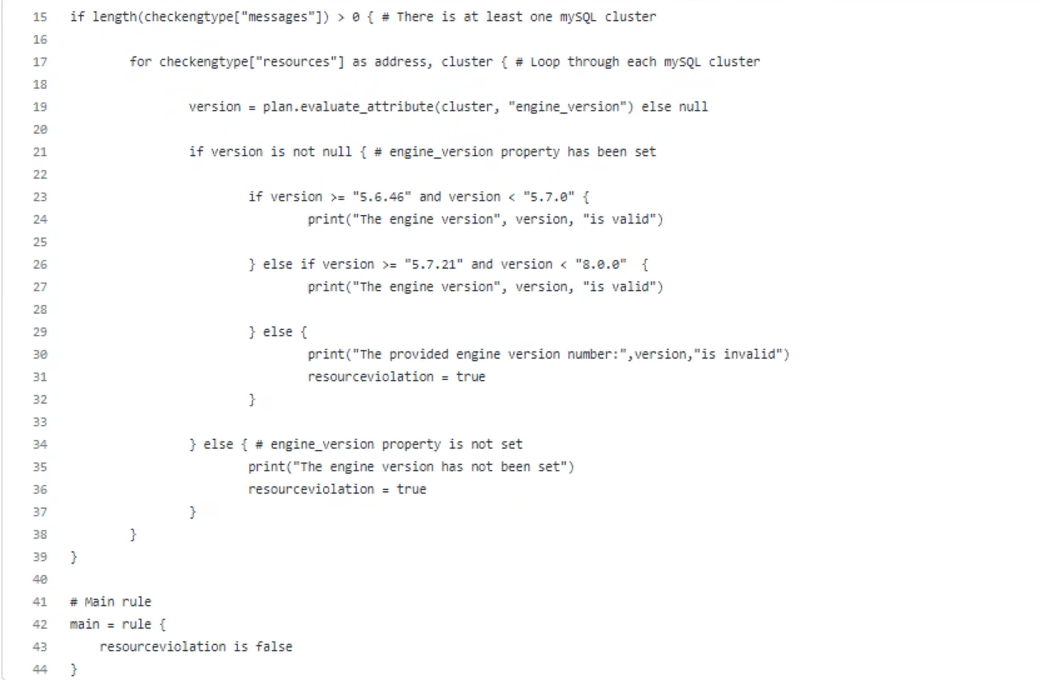 15 if length(checkengtype["messages"]) > 0 { # There is at least one mySQL cluster
16
17 for checkengtype["resources"] as address, cluster { # Loop through each mySQL cluster
18
19 version = plan.evaluate_attribute(cluster, "engine_version") else null
20
21 if version is not null { # engine_version property has been set
22
23 if version >= "5.6.46" and version < "5.7.0" {
24 print("The engine version", version, "is valid")
25
26 } else if version >= "5.7.21" and version < "8.0.0"  {
27 print("The engine version", version, "is valid")
28
29 } else {
30 print("The provided engine version number:",version,"is invalid")
31 resourceviolation = true
32 }
33
34 } else { # engine_version property is not set
35 print("The engine version has not been set")
36 resourceviolation = true
37 }
38 }
39 }
40
41 # Main rule
42 main = rule {
43 resourceviolation is false
44 }